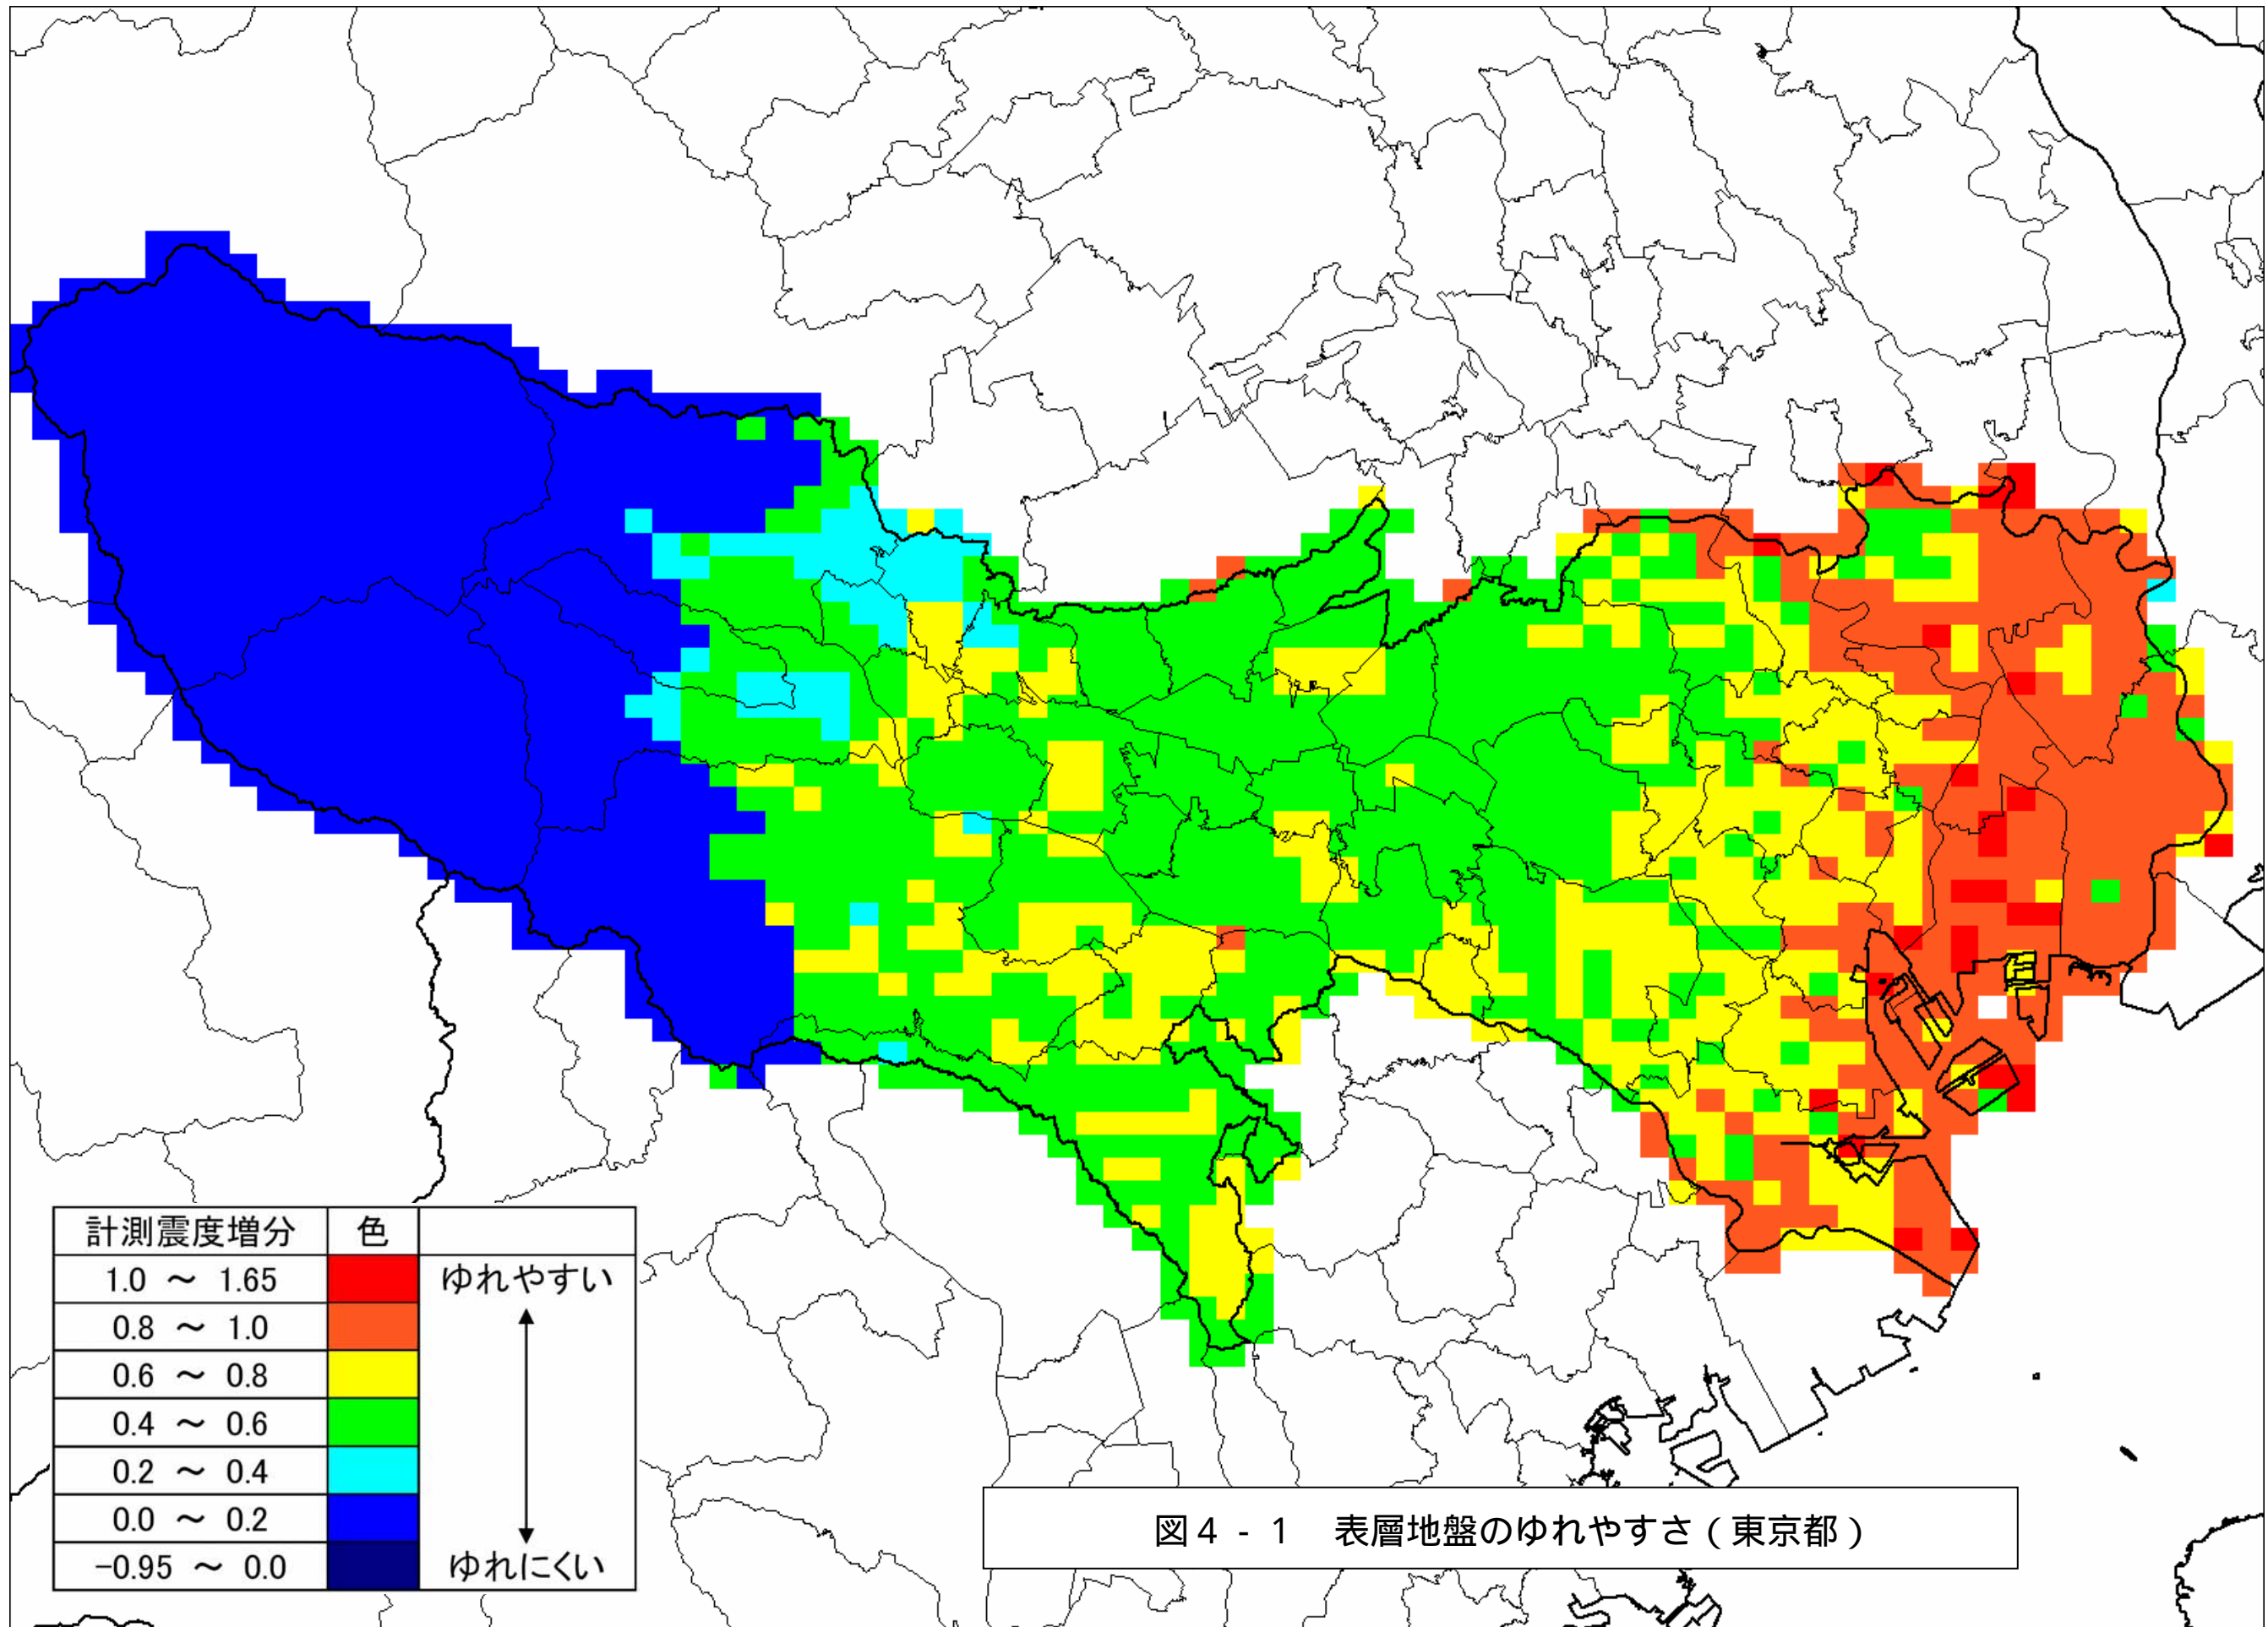 計測震度増分 色
1.0 ～ 1.65 ゆれやすい
0.8 ～ 1.0
0.6 ～ 0.8
0.4 ～ 0.6
0.2 ～ 0.4
0.0 ～ 0.2
-0.95 ～ 0.0 ゆれにくい
図４-１ 表層地盤のゆれやすさ（東京都）